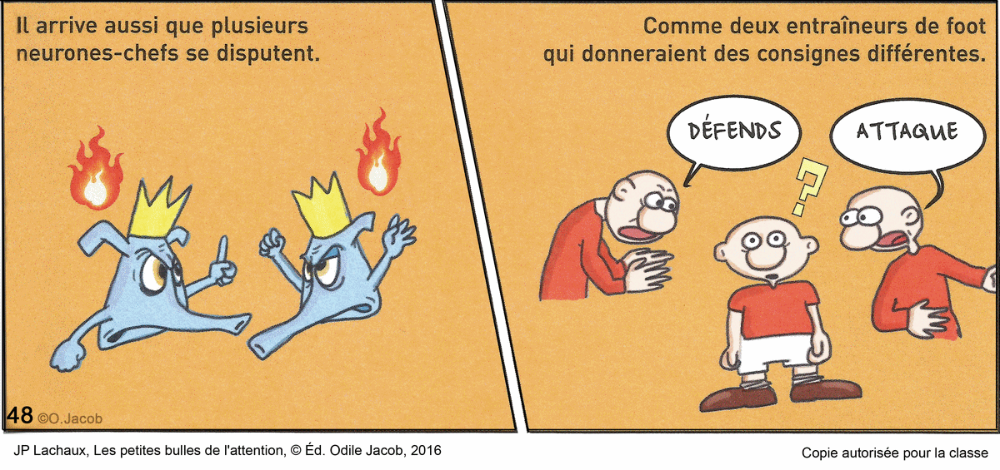 Il arrive aussi que plusieurs
neurones-chefs se disputent.
Comme deux entraîneurs de foot
qui donneraient des consignes différentes.
DÉFENDS
ATTAQUE
?
48 ©O.Jacob
JP Lachaux, Les petites bulles de l'attention, © Éd. Odile Jacob, 2016
Copie autorisée pour la classe